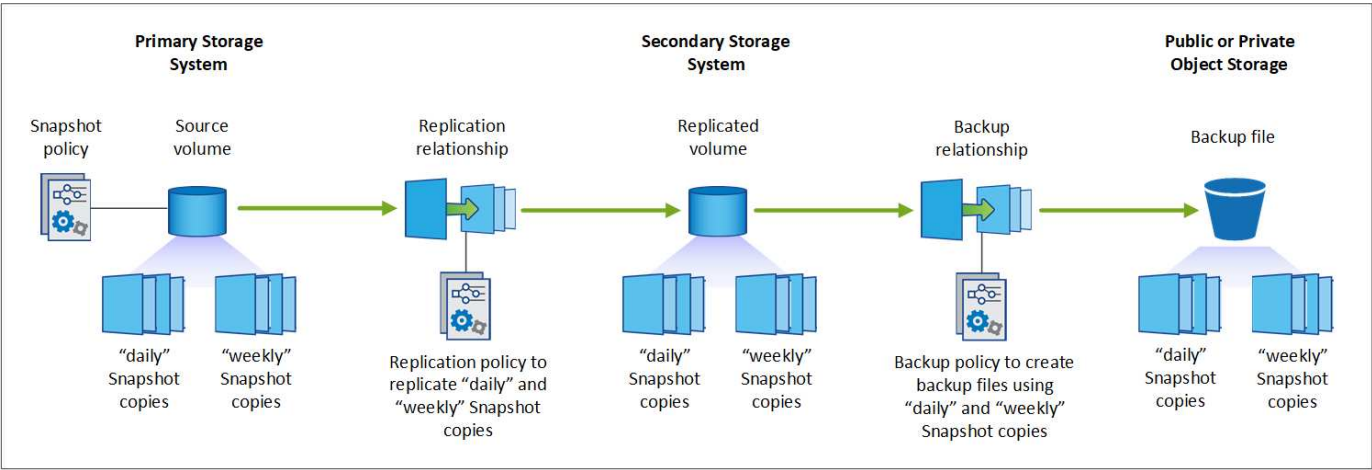 Primary Storage
System
Secondary Storage
System
Public or Private
Object Storage
Snapshot
policy
Source
volume
Replication
relationship
Replicated
volume
Backup
relationship
Backup file
“daily”
Snapshot
copies
“weekly”
Snapshot
copies
Replication policy to
replicate “daily” and
“weekly” Snapshot
copies
“daily”
Snapshot
copies
“weekly”
Snapshot
copies
Backup policy to create
backup files using
“daily” and “weekly”
Snapshot copies
“daily”
Snapshot
copies
“weekly”
Snapshot
copies